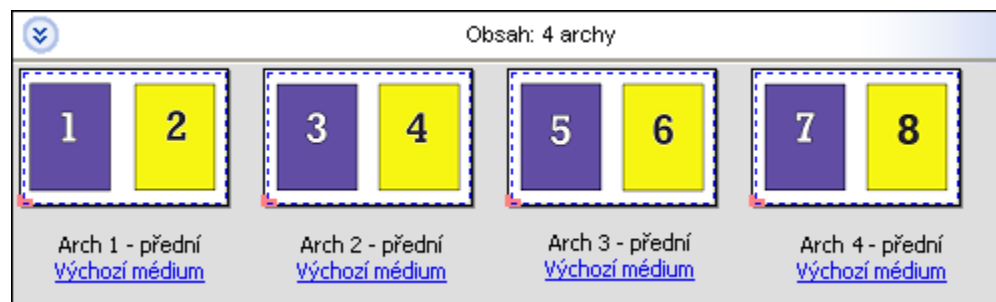 Obsah: 4 archy
1 2 3 4 5 6 7 8
Arch 1 - přední Arch 2 - přední Arch 3 - přední Arch 4 - přední
Výchozí médium Výchozí médium Výchozí médium Výchozí médium